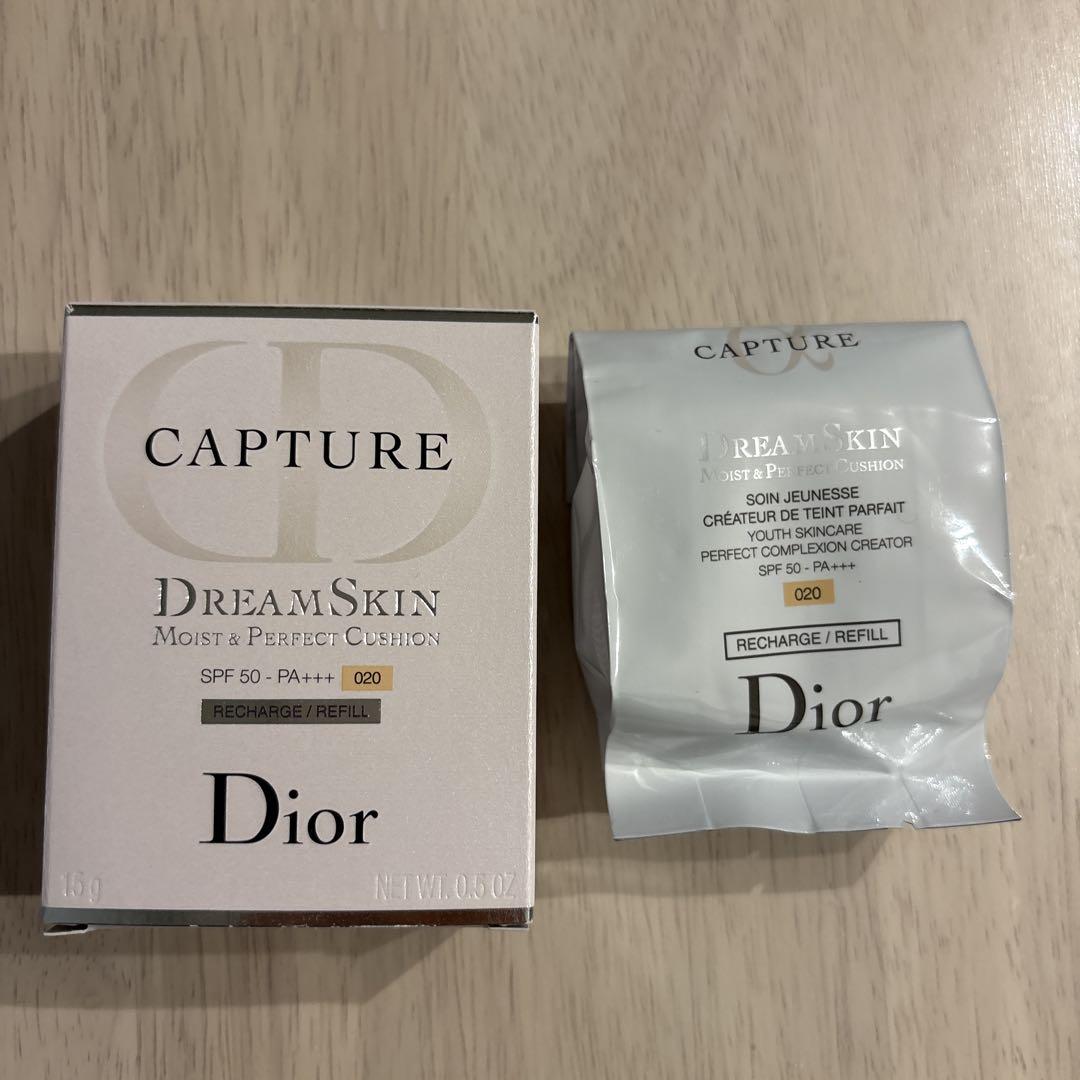 CAPTURE
DREAMSKIN
MOIST & PERFECT CUSHION
SPF 50 - PA+++ 020
RECHARGE / REFILL
Dior
15 g NET WT. 0.5 OZ
CAPTURE
DREAMSKIN
MOIST & PERFECT CUSHION
SOIN JEUNESSE
CRÉATEUR DE TEINT PARFAIT
YOUTH SKINCARE
PERFECT COMPLEXION CREATOR
SPF 50 - PA+++
020
RECHARGE / REFILL
Dior